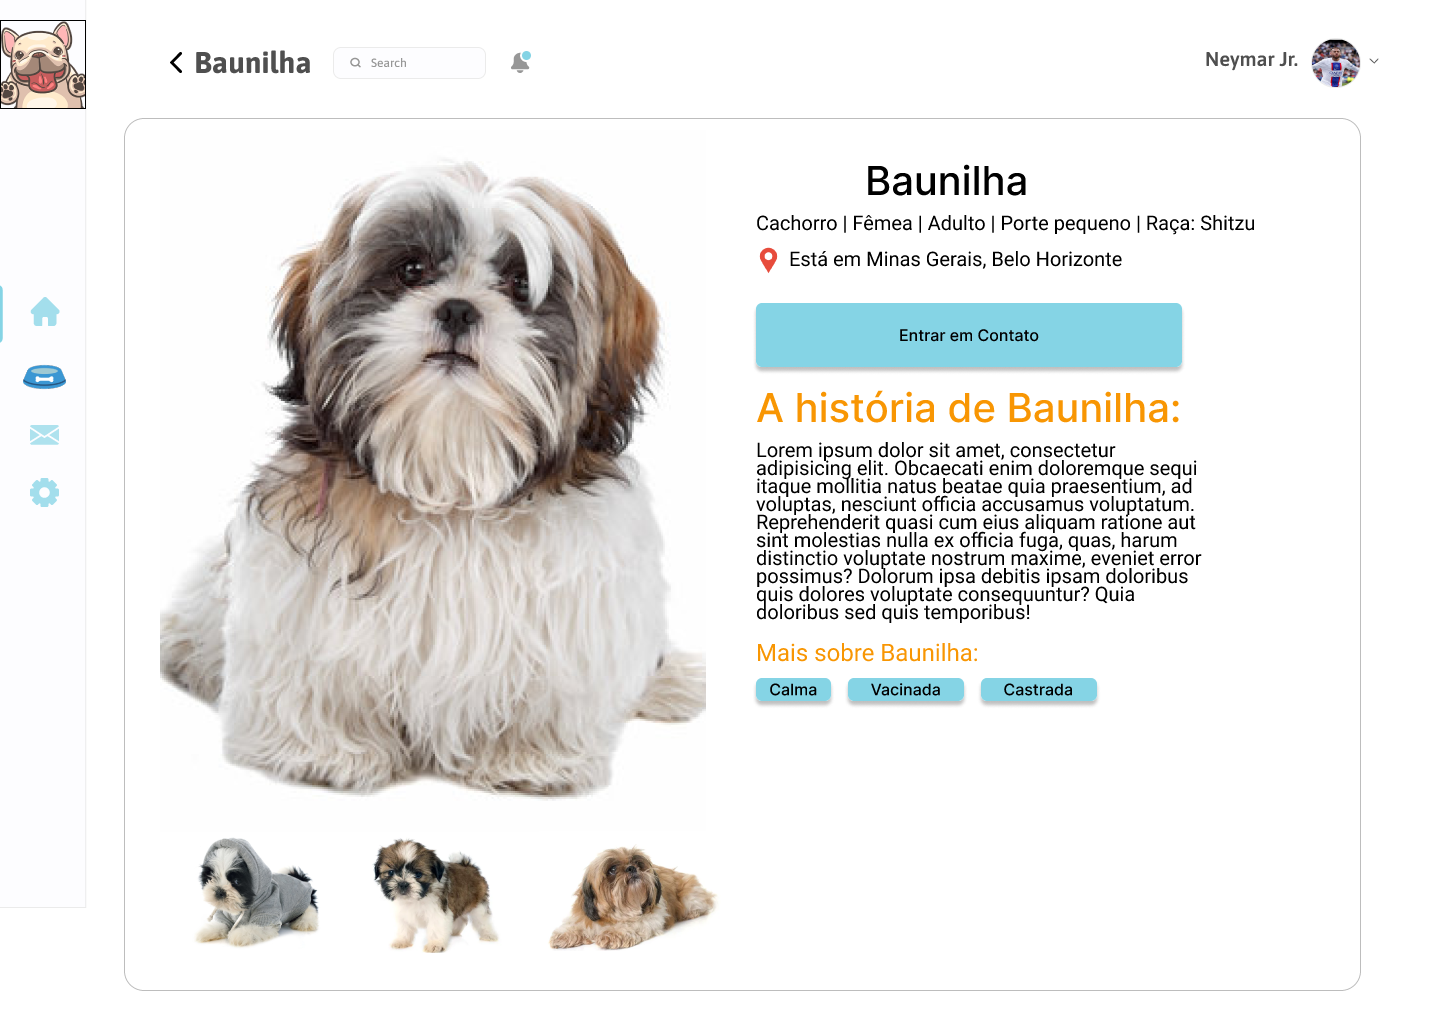 Baunilha
Search
Neymar Jr.
Baunilha
Cachorro | Fêmea | Adulto | Porte pequeno | Raça: Shitzu
Está em Minas Gerais, Belo Horizonte
Entrar em Contato
A história de Baunilha:
Lorem ipsum dolor sit amet, consectetur
adipisicing elit. Obcaecati enim doloremque sequi
itaque mollitia natus beatae quia praesentium, ad
voluptas, nesciunt officia accusamus voluptatum.
Reprehenderit quasi cum eius aliquam ratione aut
sint molestias nulla ex officia fuga, quas, harum
distinctio voluptate nostrum maxime, eveniet error
possimus? Dolorum ipsa debitis ipsam doloribus
quis dolores voluptate consequuntur? Quia
doloribus sed quis temporibus!
Mais sobre Baunilha:
Calma
Vacinada
Castrada